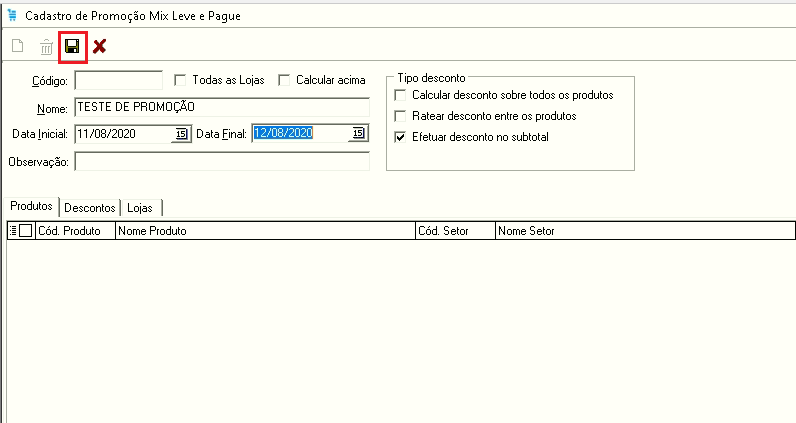 Cadastro de Promoção Mix Leve e Pague
Código: Todas as Lojas Calcular acima
Nome: TESTE DE PROMOÇÃO
Data Inicial: 11/08/2020 15 Data Final: 12/08/2020 15
Observação:
Tipo desconto
Calcular desconto sobre todos os produtos
Ratear desconto entre os produtos
Efetuar desconto no subtotal
Produtos Descontos Lojas
Cód. Produto Nome Produto Cód. Setor Nome Setor